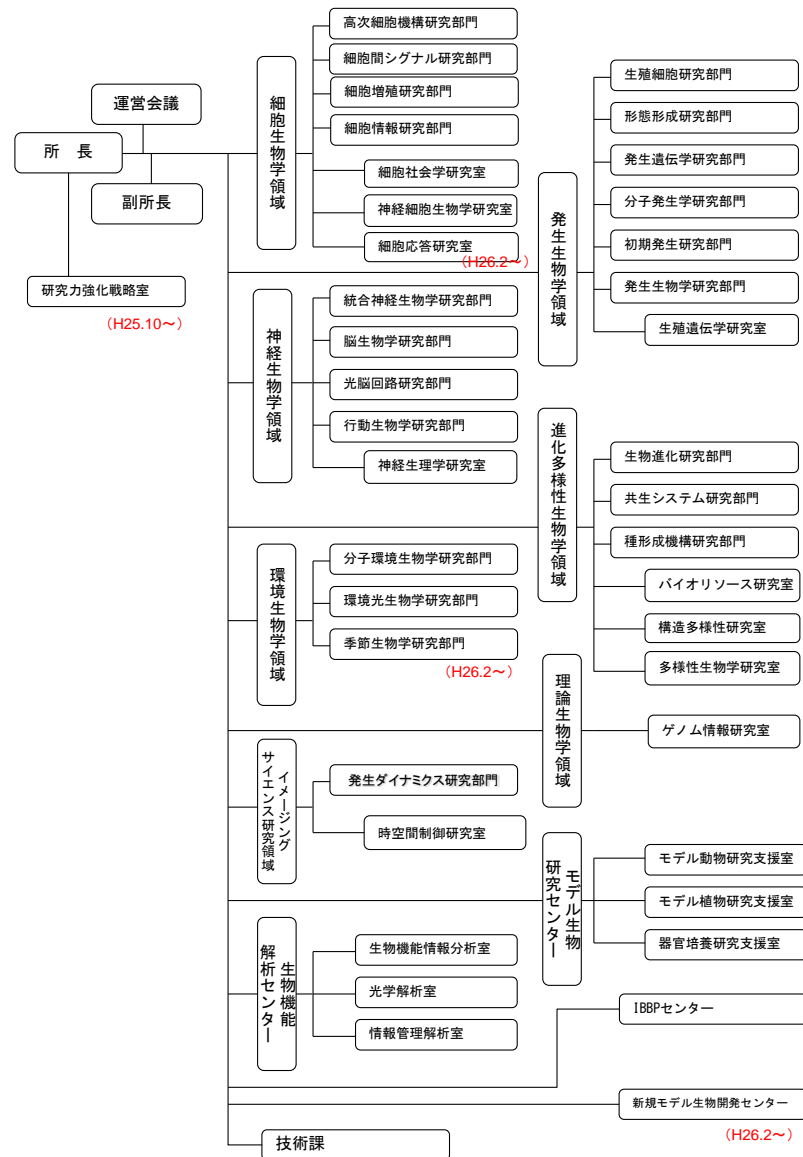 運営会議
所　長
副所長
研究力強化戦略室
(H25.10～)
細胞生物学領域
高次細胞機構研究部門
細胞間シグナル研究部門
細胞増殖研究部門
細胞情報研究部門
細胞社会学研究室
神経細胞生物学研究室
細胞応答研究室
(H26.2～)
発生生物学領域
生殖細胞研究部門
形態形成研究部門
発生遺伝学研究部門
分子発生学研究部門
初期発生研究部門
発生生物学研究部門
生殖遺伝学研究室
神経生物学領域
統合神経生物学研究部門
脳生物学研究部門
光脳回路研究部門
行動生物学研究部門
神経生理学研究室
進化多様性生物学領域
生物進化研究部門
共生システム研究部門
種形成機構研究部門
バイオリソース研究室
構造多様性研究室
多様性生物学研究室
環境生物学領域
分子環境生物学研究部門
環境光生物学研究部門
季節生物学研究部門
(H26.2～)
理論生物学領域
ゲノム情報研究室
イメージング
サイエンス研究領域
発生ダイナミクス研究部門
時空間制御研究室
モデル生物
研究センター
モデル動物研究支援室
モデル植物研究支援室
器官培養研究支援室
生物機能
解析センター
生物機能情報分析室
光学解析室
情報管理解析室
IBBPセンター
新規モデル生物開発センター
(H26.2～)
技術課